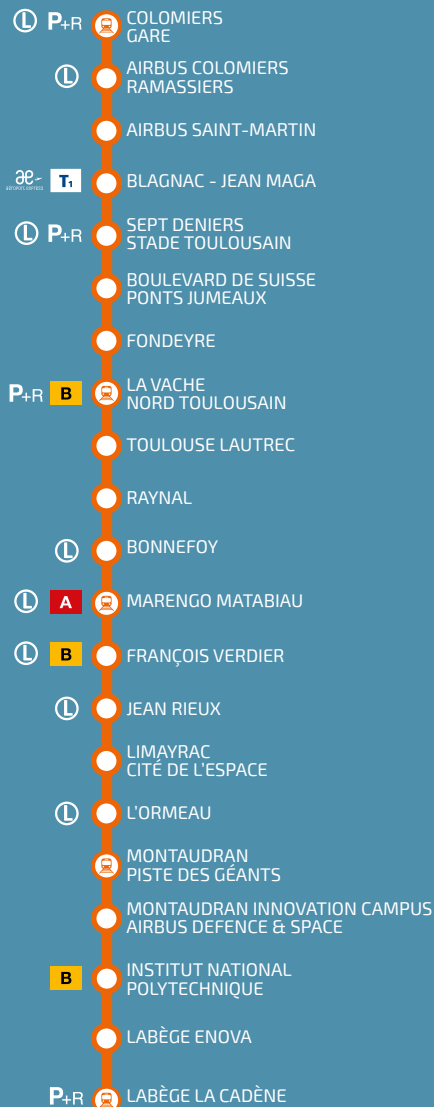 Ⓛ P+R COLOMIERS
GARE
Ⓛ AIRBUS COLOMIERS
RAMASSIERS
AIRBUS SAINT-MARTIN
T1 BLAGNAC - JEAN MAGA
Ⓛ P+R SEPT DENIERS
STADE TOULOUSAIN
BOULEVARD DE SUISSE
PONTS JUMEAUX
FONDEYRE
P+R B LA VACHE
NORD TOULOUSAIN
TOULOUSE LAUTREC
RAYNAL
Ⓛ BONNEFOY
Ⓛ A MARENGO MATABIAU
Ⓛ B FRANÇOIS VERDIER
Ⓛ JEAN RIEUX
LIMAYRAC
CITÉ DE L'ESPACE
Ⓛ L'ORMEAU
MONTAUDRAN
PISTE DES GÉANTS
MONTAUDRAN INNOVATION CAMPUS
AIRBUS DEFENCE & SPACE
B INSTITUT NATIONAL
POLYTECHNIQUE
LABÈGE ENOVA
P+R LABÈGE LA CADÈNE